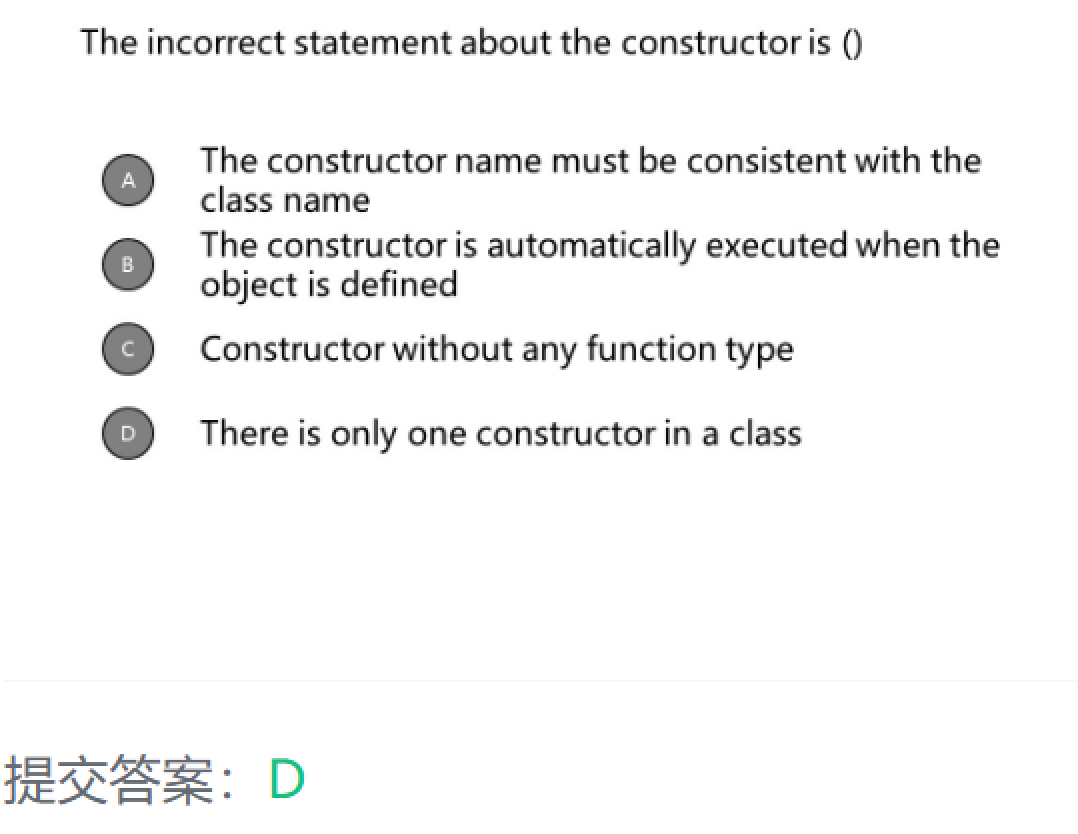 The incorrect statement about the constructor is ()
A
The constructor name must be consistent with the
class name
B
The constructor is automatically executed when the
object is defined
C
Constructor without any function type
D
There is only one constructor in a class
提交答案： D